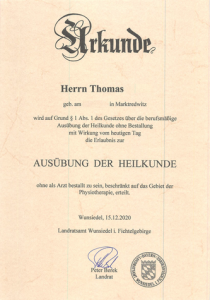 Urkunde
Herrn Thomas
geb. am in Marktredwitz
wird auf Grund § 1 Abs. 1 des Gesetzes über die berufsmäßige
Ausübung der Heilkunde ohne Bestallung
mit Wirkung vom heutigen Tag
die Erlaubnis zur
AUSÜBUNG DER HEILKUNDE
ohne als Arzt bestallt zu sein, beschränkt auf das Gebiet der
Physiotherapie, erteilt.
Wunsiedel, 15.12.2020
Landratsamt Wunsiedel i. Fichtelgebirge
Peter Berek
Landrat